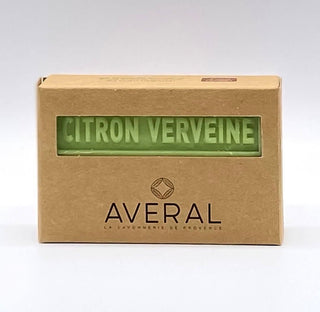 CITRON VERVEINE
AVERAL
LA SAVONNERIE DE PROVENCE